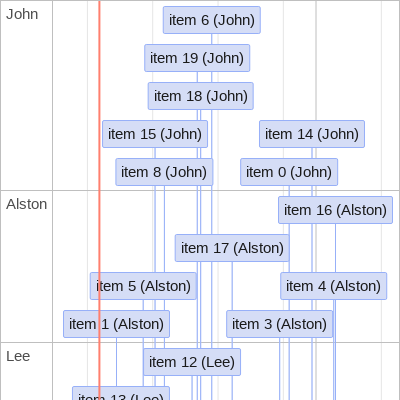 John
item 6 (John)
item 19 (John)
item 18 (John)
item 15 (John)
item 14 (John)
item 8 (John)
item 0 (John)
Alston
item 16 (Alston)
item 17 (Alston)
item 5 (Alston)
item 4 (Alston)
item 1 (Alston)
item 3 (Alston)
Lee
item 12 (Lee)
item 13 (Lee)